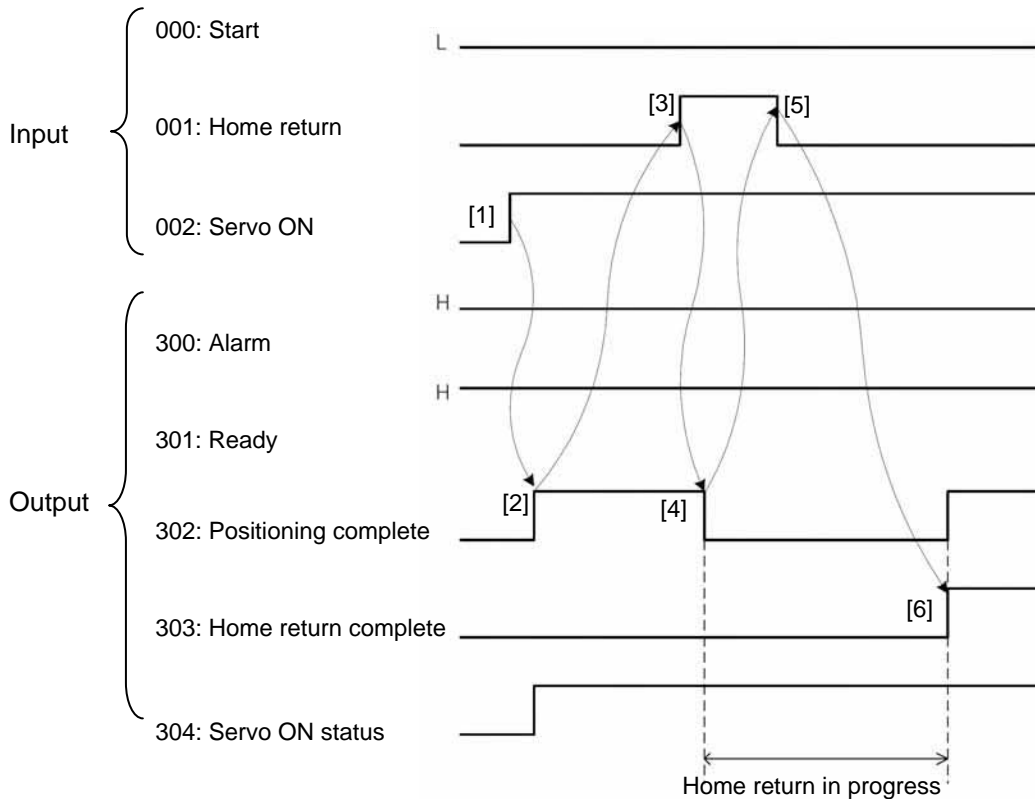 000: Start
L
[3]
[5]
Input
001: Home return
[1]
002: Servo ON
H
300: Alarm
H
301: Ready
Output
[2]
[4]
302: Positioning complete
[6]
303: Home return complete
304: Servo ON status
Home return in progress